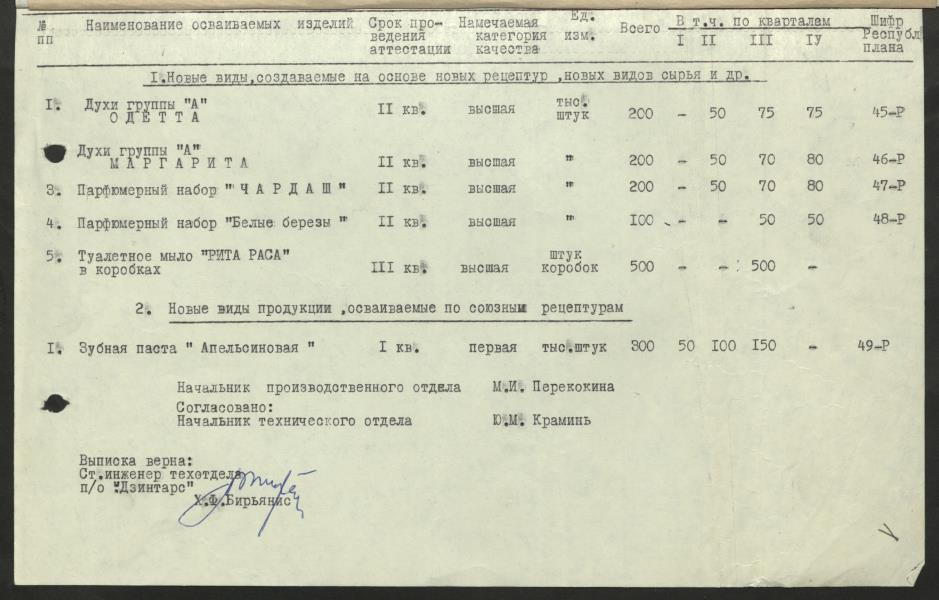 № пп Наименование осваиваемых изделий Срок про- ведения аттестации Намечаемая категория качества Ед. изм. Всего В т.ч. по кварталам I II III IУ Шифр Республ плана
I.Новые виды,создаваемые на основе новых рецептур ,новых видов сырья и др.
I. Духи группы "А"
О Д Е Т Т А II кв. высшая тыс. штук 200 - 50 75 75 45-Р
Духи группы "А"
М А Р Г А Р И Т А II кв. высшая " 200 - 50 70 80 46-Р
3. Парфюмерный набор " Ч А Р Д А Ш " II кв. высшая " 200 - 50 70 80 47-Р
4. Парфюмерный набор "Белые березы " II кв. высшая " I00 - - 50 50 48-Р
5. Туалетное мыло "РИТА РАСА"
в коробках III кв. высшая штук коробок 500 - - 500 -
2. Новые виды продукции ,осваиваемые по союзным рецептурам
I. Зубная паста " Апельсиновая " I кв. первая тыс.штук 300 50 I00 I50 - 49-Р
Начальник производственного отдела М.И. Перекокина
Согласовано:
Начальник технического отдела Ю.М. Краминь
Выписка верна:
Ст.инженер техотдела
п/о "Дзинтарс"
Х.Ф.Бирьянис